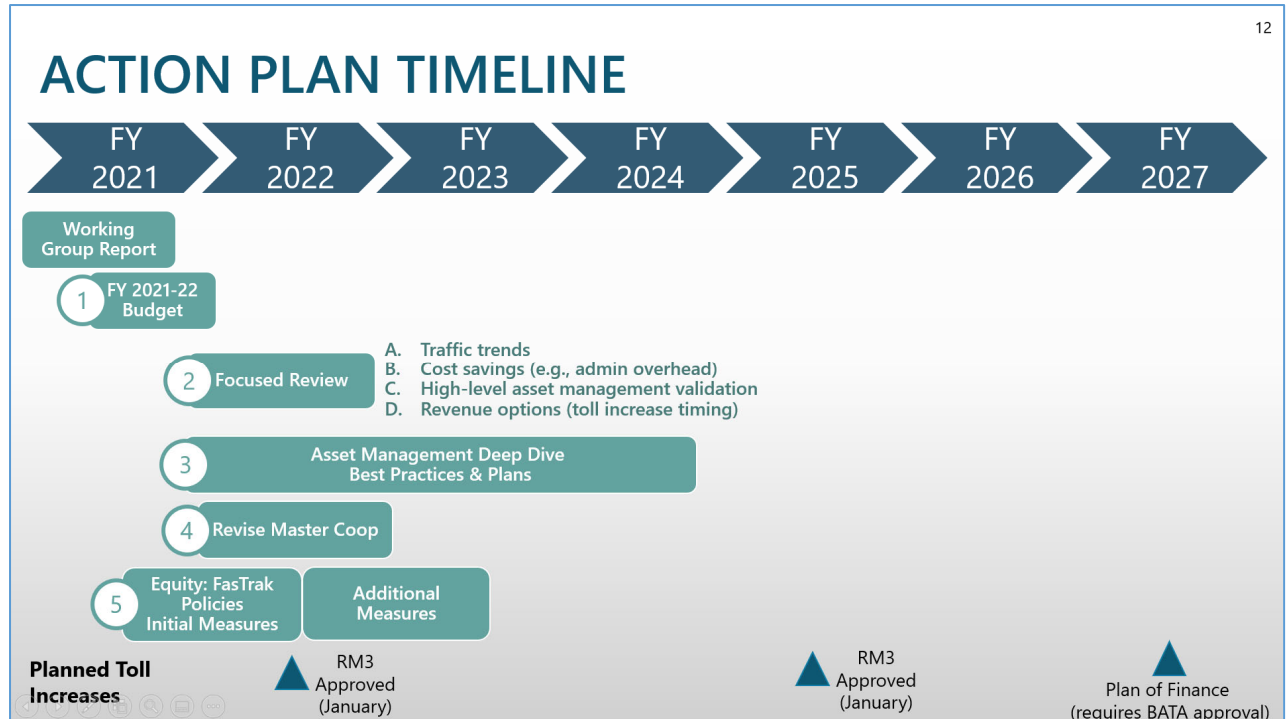 12
ACTION PLAN TIMELINE
FY
2021
FY
2022
FY
2023
FY
2024
FY
2025
FY
2026
FY
2027
Working
Group Report
1
FY 2021-22
Budget
2
Focused Review
A. Traffic trends
B. Cost savings (e.g., admin overhead)
C. High-level asset management validation
D. Revenue options (toll increase timing)
3
Asset Management Deep Dive
Best Practices & Plans
4
Revise Master Coop
5
Equity: FasTrak
Policies
Initial Measures
Additional
Measures
Planned Toll
Increases
RM3
Approved
(January)
RM3
Approved
(January)
Plan of Finance
(requires BATA approval)